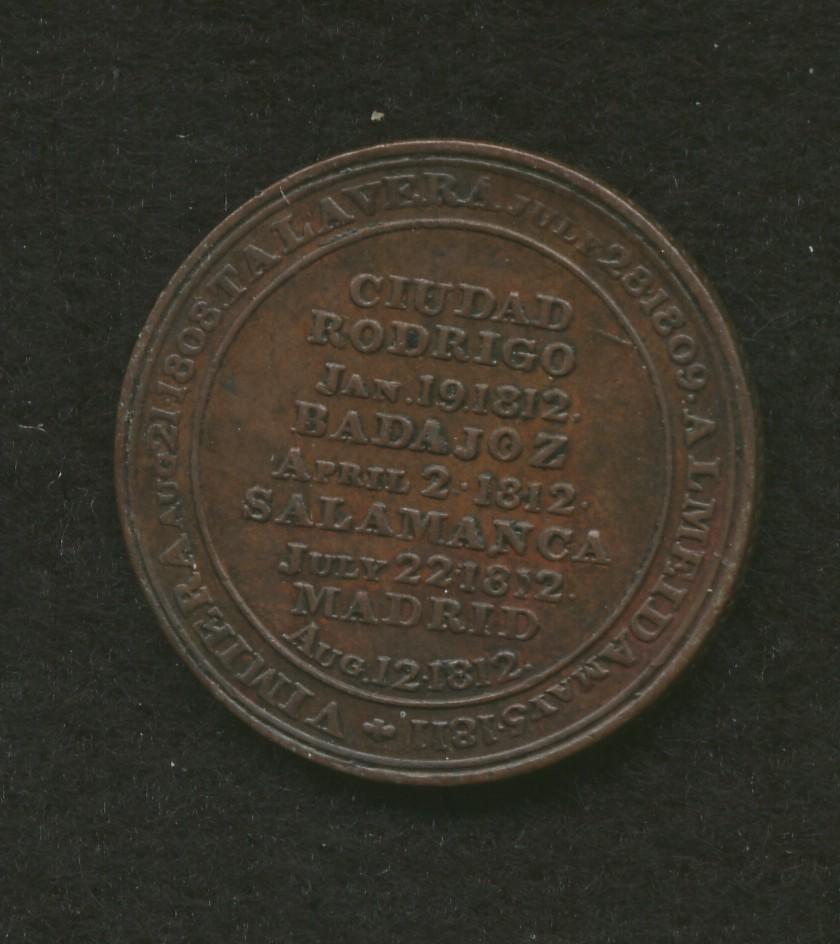 VIMIERA AUG 21·1808 TALAVERA JULY 28·1809· ALMEIDA MAY 5·1811
CIUDAD
RODRIGO
JAN. 19.1812.
BADAJOZ
APRIL 2·1812·
SALAMANCA
JULY 22·1812.
MADRID
AUG. 12·1812·